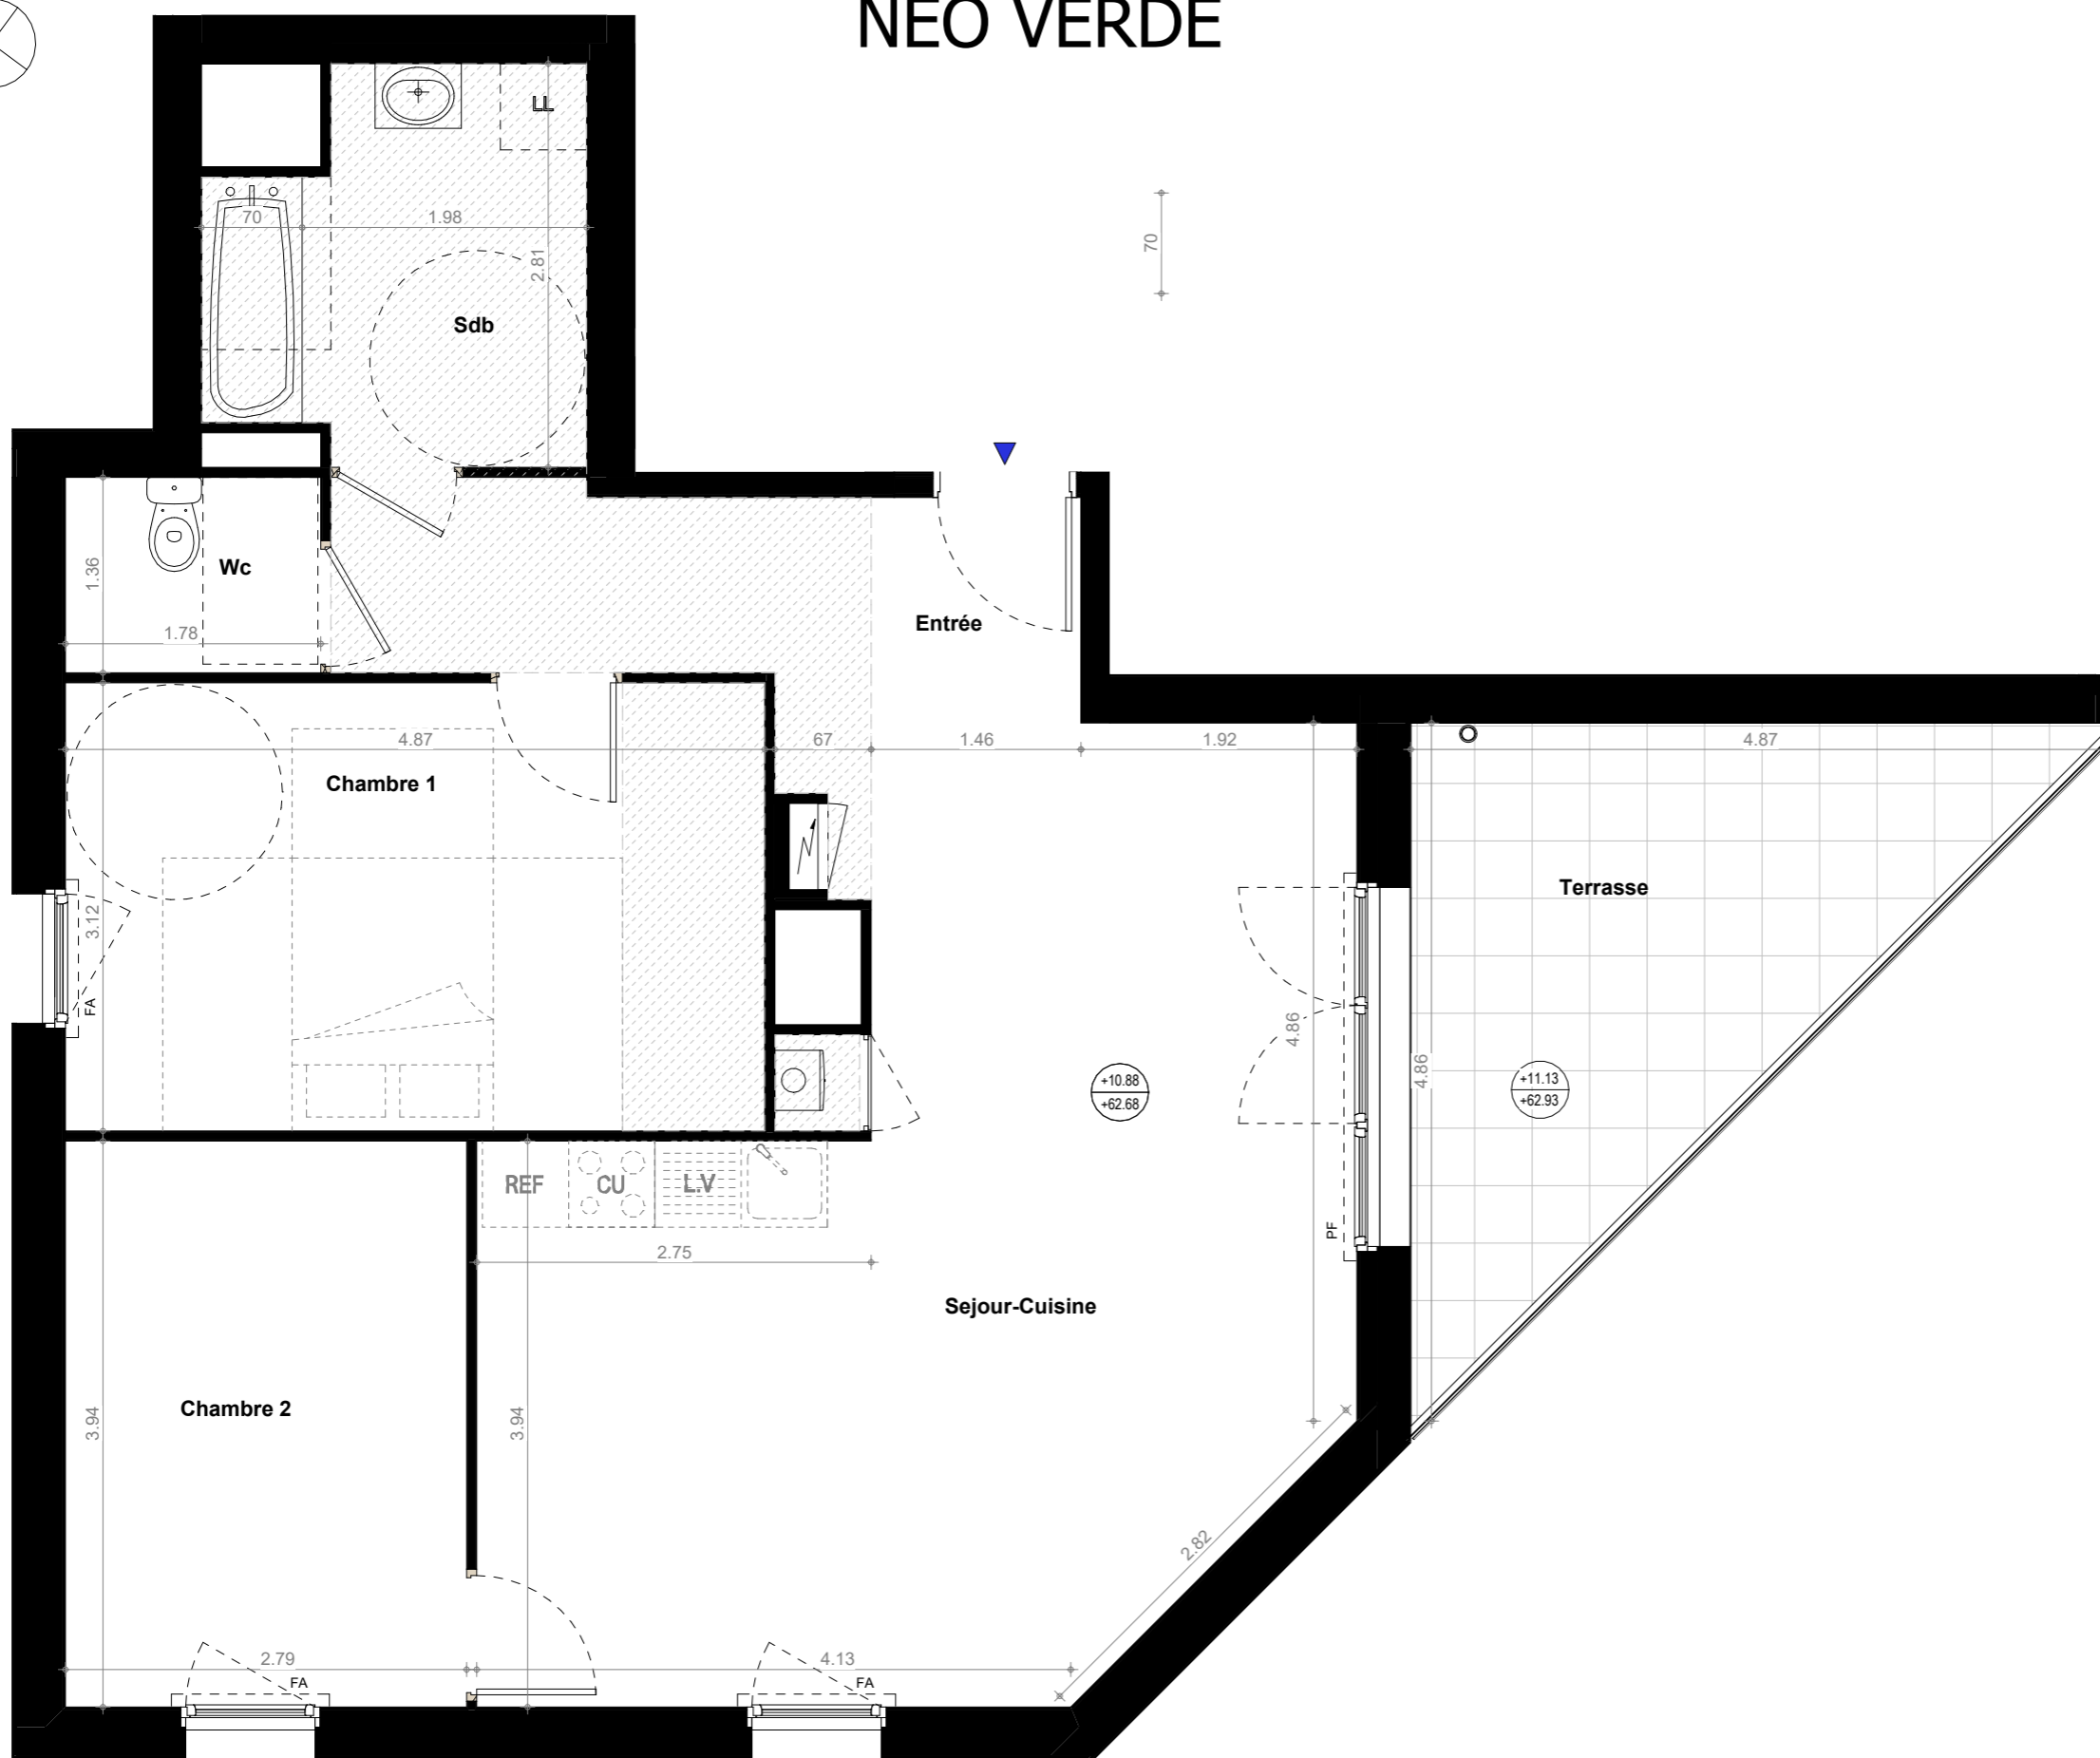 NEO VERDE
LL
70
1.98
2.81
70
Sdb
Wc
1.36
1.78
Entrée
4.87
67
1.46
1.92
4.87
Chambre 1
Terrasse
3.12
FA
4.86
4.86
+10.88
+62.68
+11.13
+62.93
REF
CU
L.V
PF
2.75
Sejour-Cuisine
Chambre 2
3.94
3.94
2.82
2.79
4.13
FA
FA